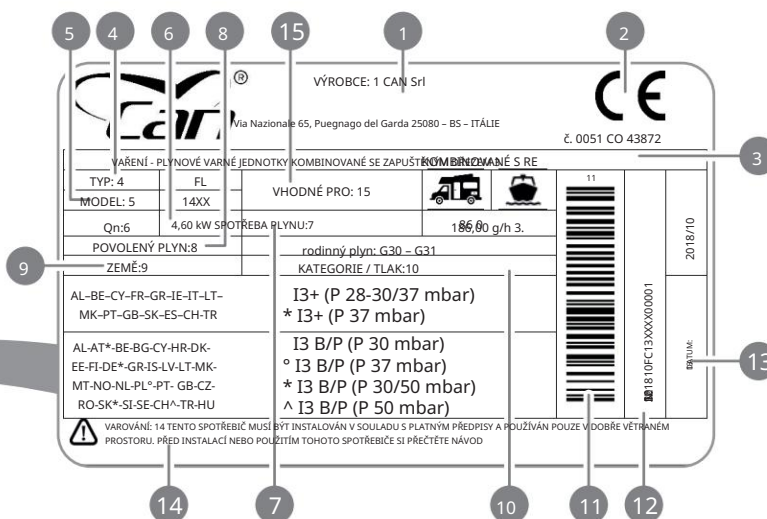 5 4 6 8 15 1 2
Can ®
VÝROBCE: 1 CAN Srl
CE
Via Nazionale 65, Puegnago del Garda 25080 – BS – ITÁLIE
č. 0051 CO 43872
VAŘENÍ - PLYNOVÉ VARNÉ JEDNOTKY KOMBINOVANÉ SE
KOMBINOVANÉ S RE
3
TYP: 4
FL
VHODNÉ PRO: 15
11
MODEL: 5
14XX
Qn:6
4,60 kW SPOTŘEBA PLYNU:7
g/h 3.
2018/10
POVOLENÝ PLYN:8
rodinný plyn: G30 – G31
9
ZEMĚ:9
KATEGORIE / TLAK:10
AL–BE–CY–FR–GR–IE–IT–LT–
MK–PT–GB–SK–ES–CH-TR
I3+ (P 28-30/37 mbar)
* I3+ (P 37 mbar)
AL-AT*-BE-BG-CY-HR-DK-
EE-FI-DE*-GR-IS-LV-LT-MK-
MT-NO-NL-PL°-PT- GB-CZ-
RO-SK*-SI-SE-CH^-TR-HU
I3 B/P (P 30 mbar)
° I3 B/P (P 37 mbar)
* I3 B/P (P 30/50 mbar)
^ I3 B/P (P 50 mbar)
1810FC13XXXX00001
13
VAROVÁNÍ: 14 TENTO SPOTŘEBIČ MUSÍ BÝT INSTALOVÁN V SOULADU S PLATNÝM PŘEDPISY A POUŽÍVÁN POUZE V DOBŘE VĚTRANÉM
PROSTORU. PŘED INSTALACÍ NEBO POUŽITÍM TOHOTO SPOTŘEBIČE SI PŘEČTĚTE NÁVOD
14 7 10 11 12